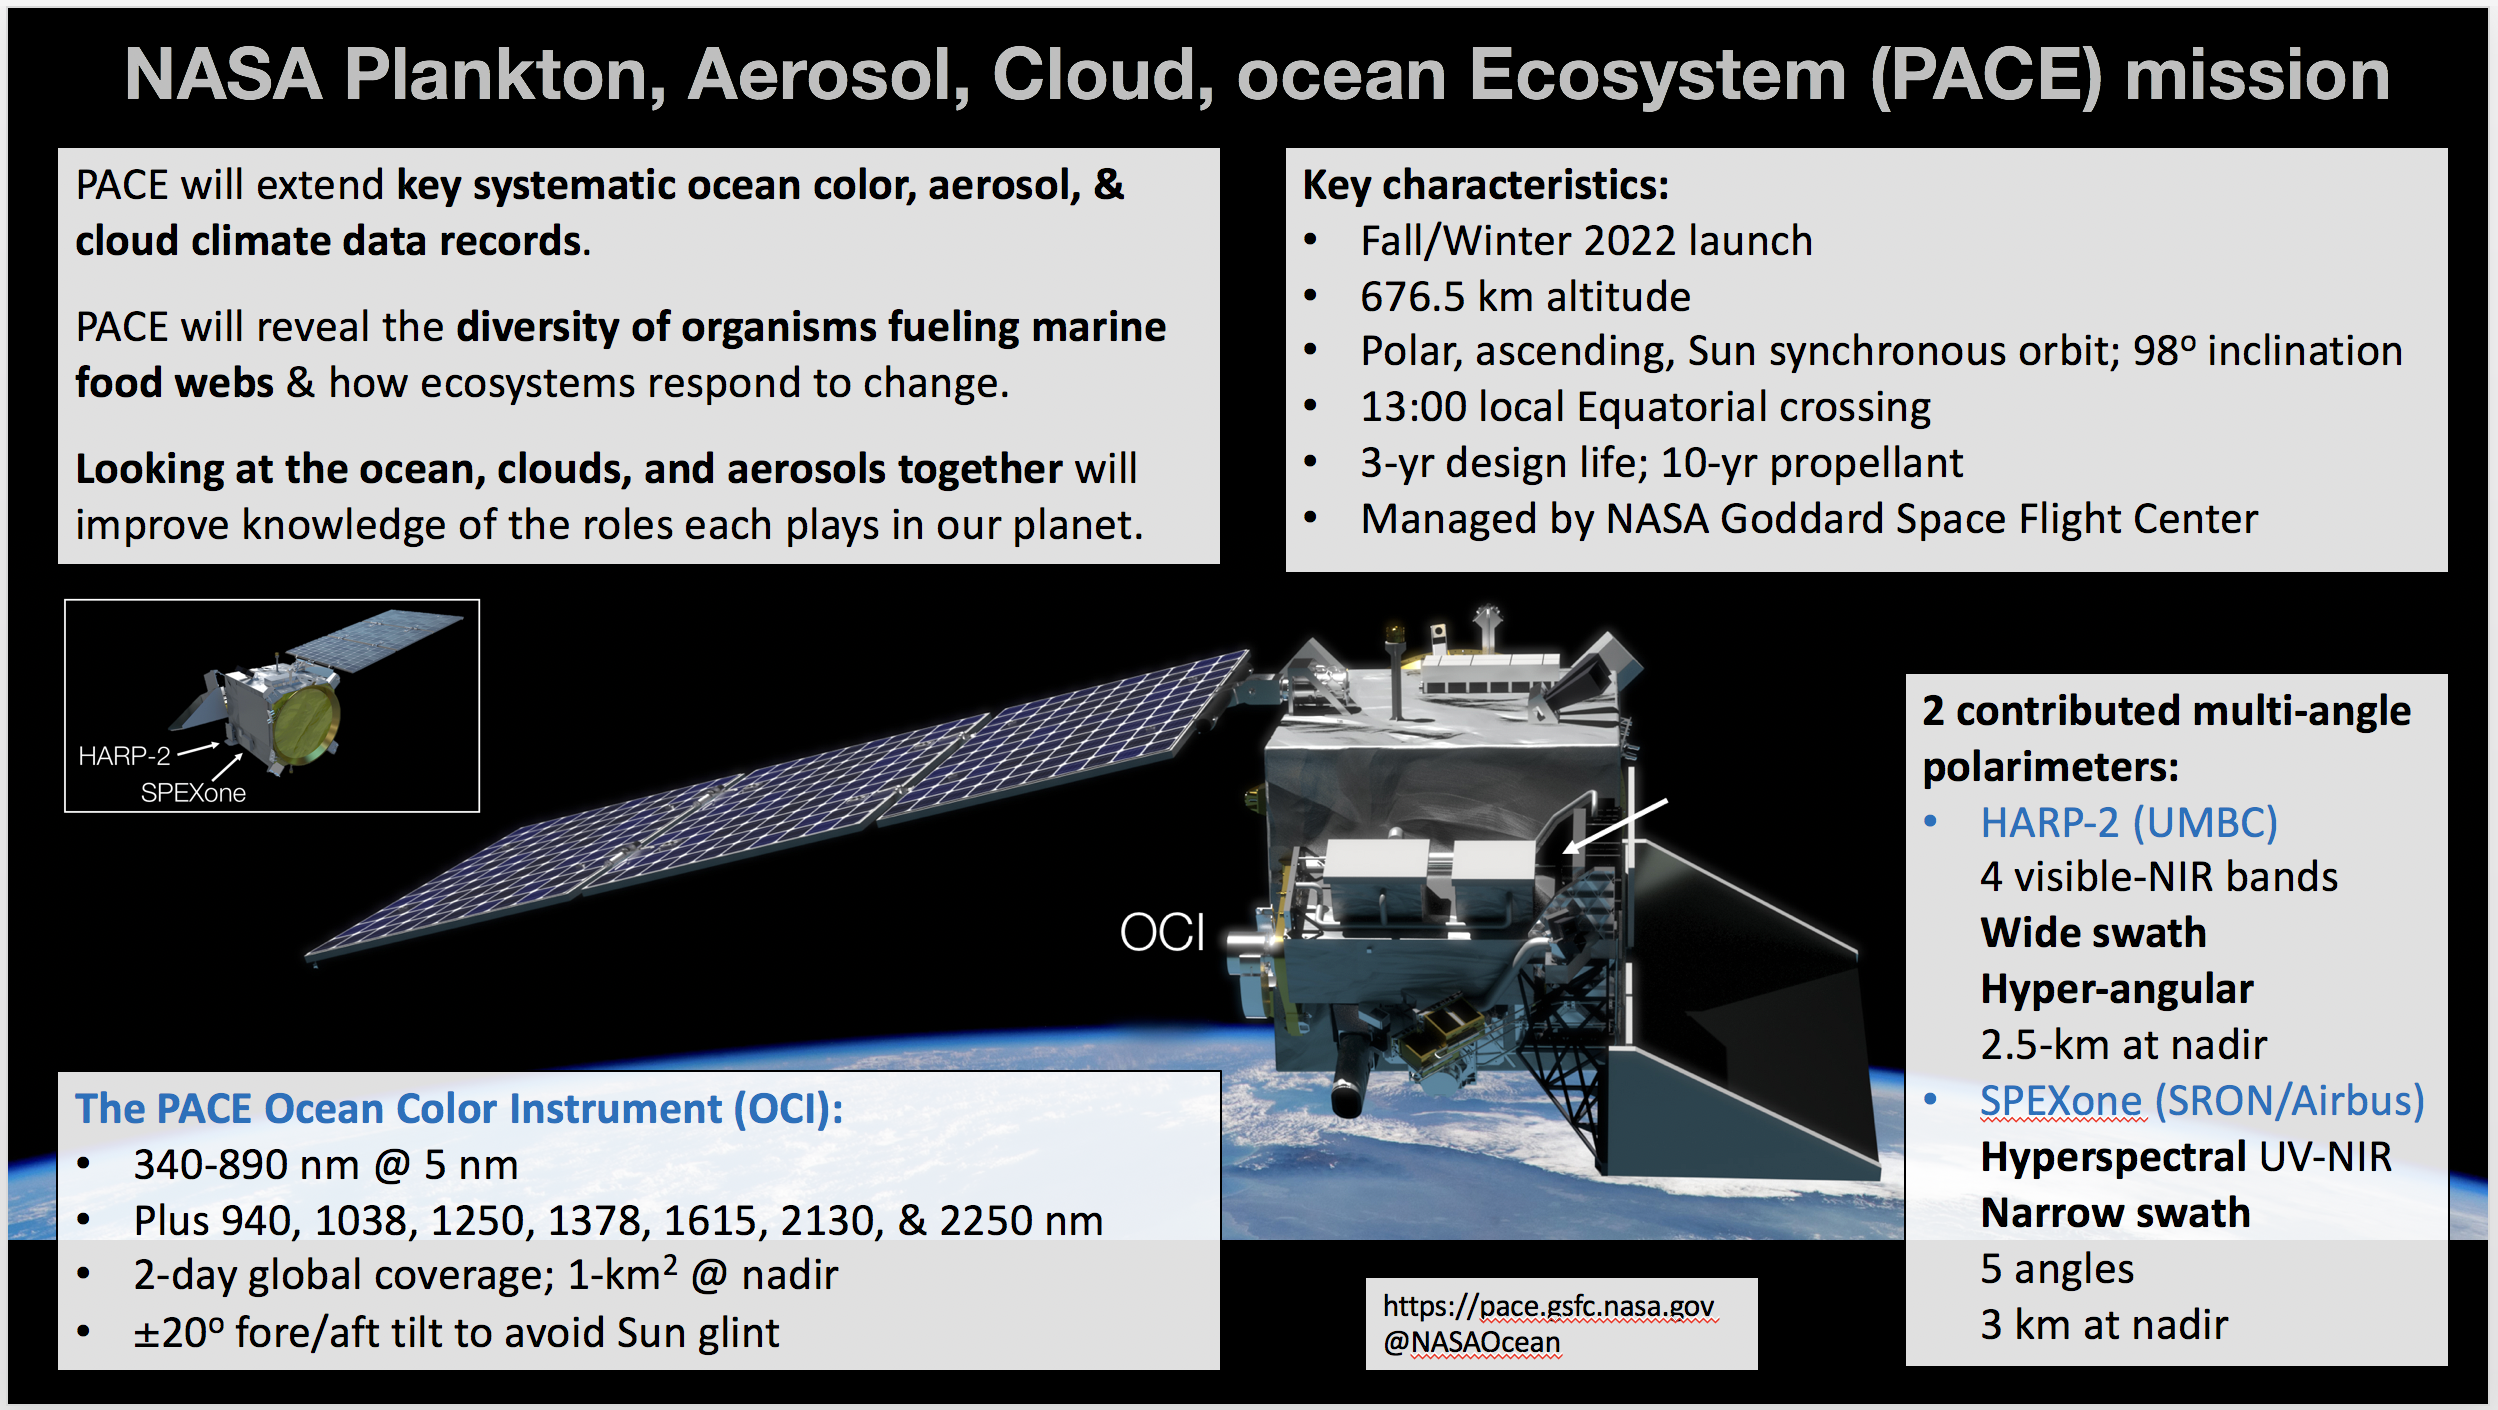 NASA Plankton, Aerosol, Cloud, ocean Ecosystem (PACE) mission
PACE will extend key systematic ocean color, aerosol, &
cloud climate data records.
PACE will reveal the diversity of organisms fueling marine
food webs & how ecosystems respond to change.
Looking at the ocean, clouds, and aerosols together will
improve knowledge of the roles each plays in our planet.
Key characteristics:
• Fall/Winter 2022 launch
• 676.5 km altitude
• Polar, ascending, Sun synchronous orbit; 98º inclination
• 13:00 local Equatorial crossing
• 3-yr design life; 10-yr propellant
• Managed by NASA Goddard Space Flight Center
HARP-2
SPEXone
OCI
2 contributed multi-angle
polarimeters:
• HARP-2 (UMBC)
4 visible-NIR bands
Wide swath
Hyper-angular
2.5-km at nadir
• SPEXone (SRON/Airbus)
Hyperspectral UV-NIR
Narrow swath
5 angles
3 km at nadir
The PACE Ocean Color Instrument (OCI):
• 340-890 nm @ 5 nm
• Plus 940, 1038, 1250, 1378, 1615, 2130, & 2250 nm
• 2-day global coverage; 1-km² @ nadir
• ±20º fore/aft tilt to avoid Sun glint
https://pace.gsfc.nasa.gov
@NASAOcean